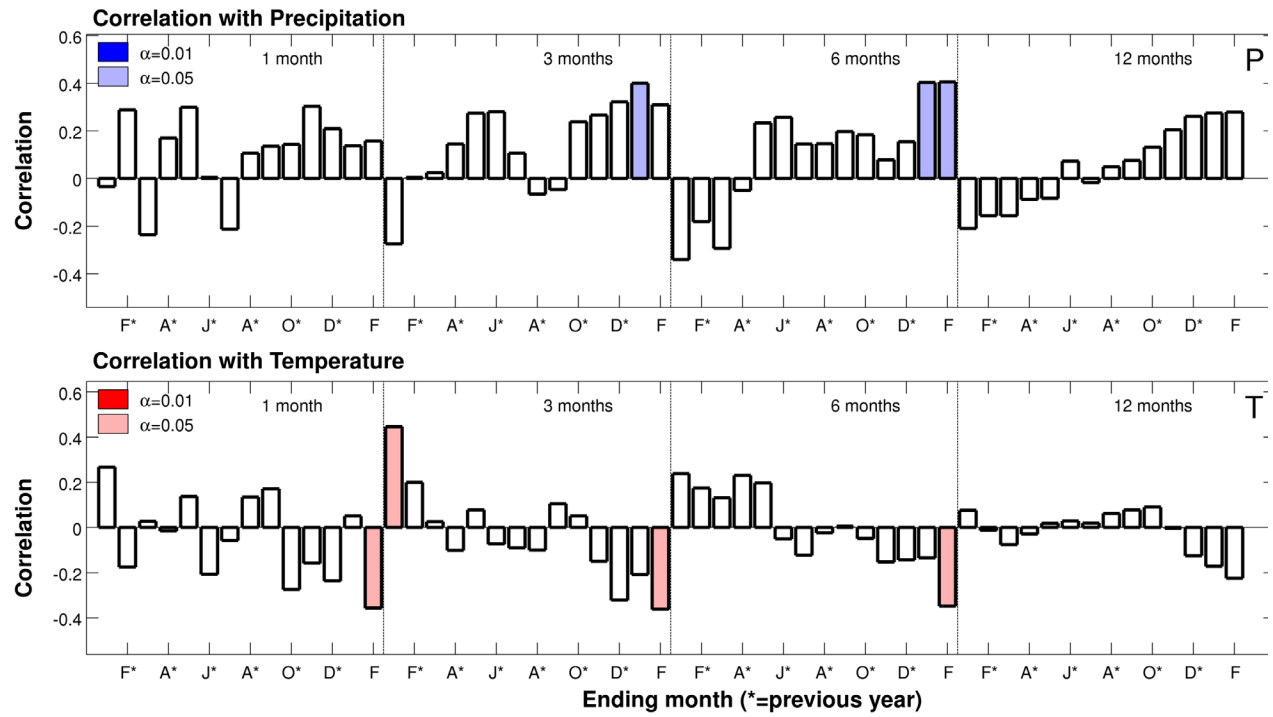 Correlation with Precipitation
0.6
0.4
0.2
0
-0.2
-0.4
Correlation
α=0.01
α=0.05
1 month
3 months
6 months
12 months
P
F* A* J* A* O* D* F F* A* J* A* O* D* F F* A* J* A* O* D* F F* A* J* A* O* D* F
Correlation with Temperature
0.6
0.4
0.2
0
-0.2
-0.4
Correlation
α=0.01
α=0.05
1 month
3 months
6 months
12 months
T
F* A* J* A* O* D* F F* A* J* A* O* D* F F* A* J* A* O* D* F F* A* J* A* O* D* F
Ending month (*=previous year)